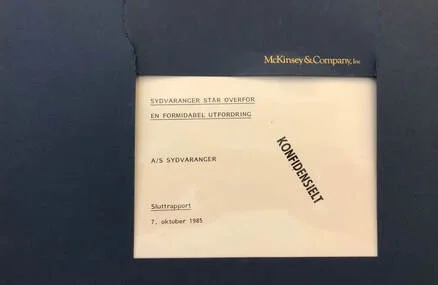 McKinsey & Company, Inc
SYDVARANGER STÅR OVERFOR
EN FORMIDABEL UTFORDRING
KONFIDENSIELT
A/S SYDVARANGER
Sluttrapport
7. oktober 1985